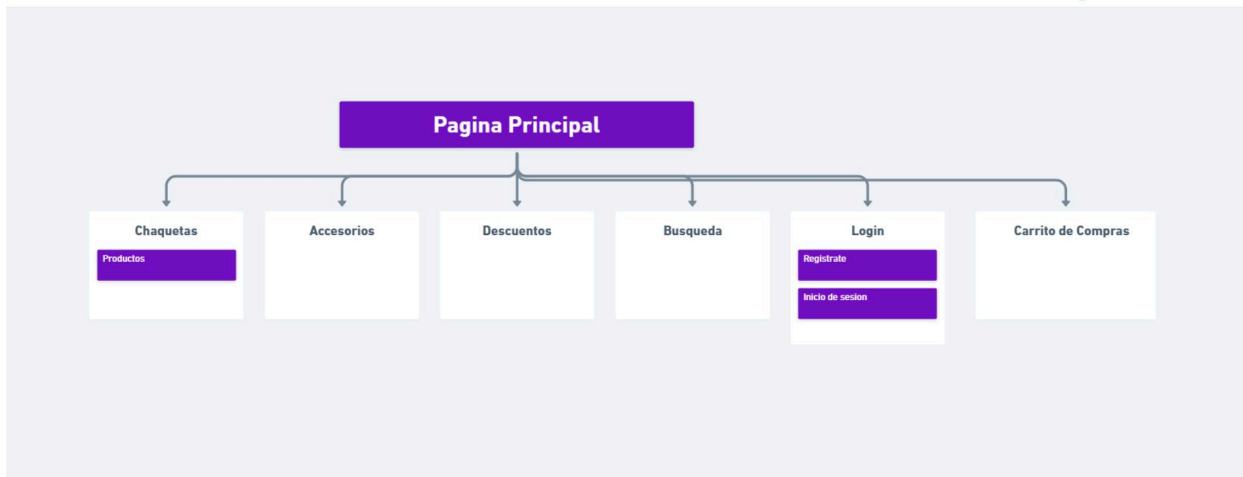 Pagina Principal
Chaquetas
Accesorios
Descuentos
Busqueda
Login
Carrito de Compras
Productos
Registrate
Inicio de sesion